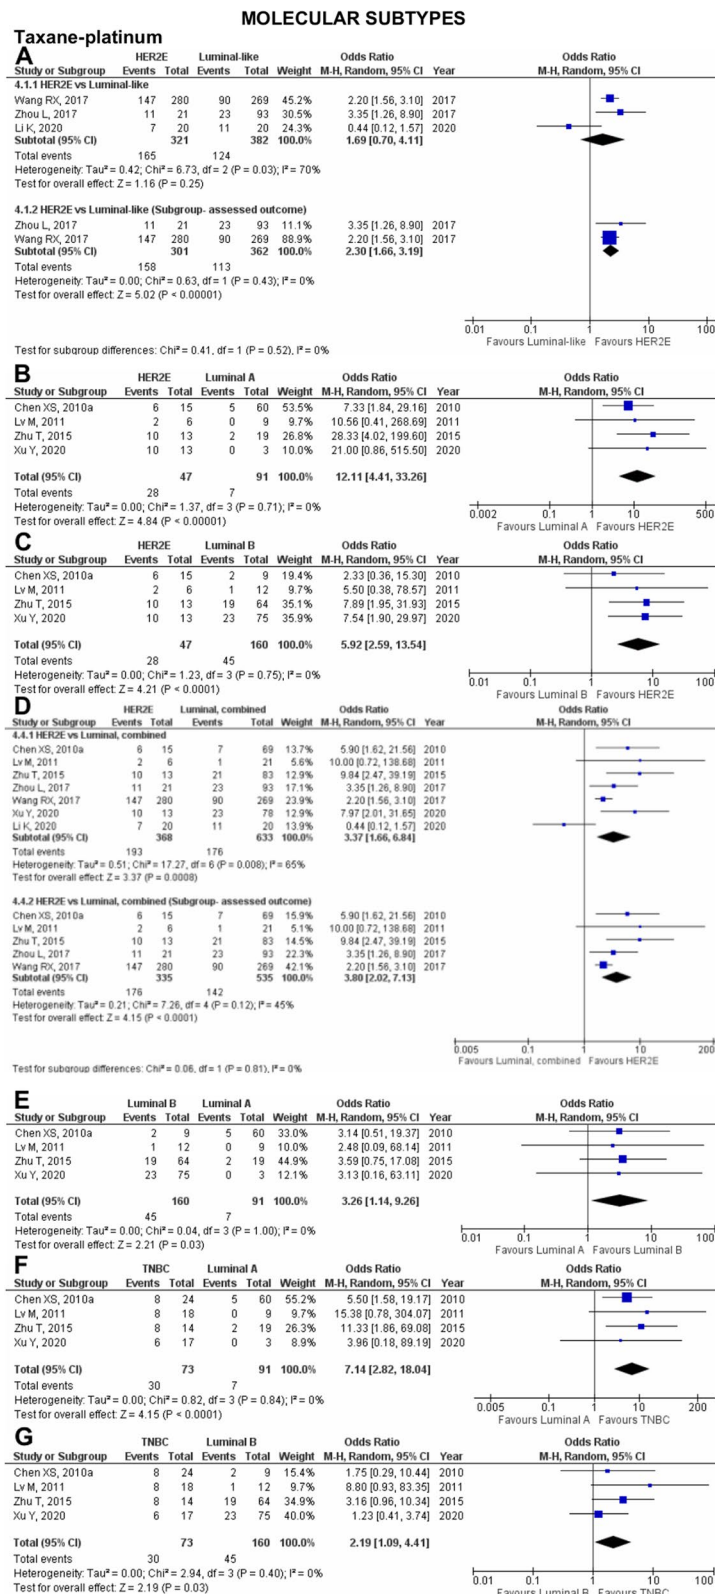 MOLECULAR SUBTYPES
Taxane-platinum
A
HER2E Luminal-like Odds Ratio Odds Ratio
Study or Subgroup Events Total Events Total Weight M-H, Random, 95% CI Year M-H, Random, 95% CI
4.1.1 HER2E vs Luminal-like
Wang RX, 2017 147 280 90 269 45.2% 2.20 [1.56, 3.10] 2017
Zhou L, 2017 11 21 23 93 30.5% 3.35 [1.26, 8.90] 2017
Li K, 2020 7 20 11 20 24.3% 0.44 [0.12, 1.57] 2020
Subtotal (95% CI) 321 382 100.0% 1.69 [0.70, 4.11]
Total events 165 124
Heterogeneity: Tau² = 0.42; Chi² = 6.73, df = 2 (P = 0.03); I² = 70%
Test for overall effect: Z = 1.16 (P = 0.25)
4.1.2 HER2E vs Luminal-like (Subgroup- assessed outcome)
Zhou L, 2017 11 21 23 93 11.1% 3.35 [1.26, 8.90] 2017
Wang RX, 2017 147 280 90 269 88.9% 2.20 [1.56, 3.10] 2017
Subtotal (95% CI) 301 362 100.0% 2.30 [1.66, 3.19]
Total events 158 113
Heterogeneity: Tau² = 0.00; Chi² = 0.63, df = 1 (P = 0.43); I² = 0%
Test for overall effect: Z = 5.02 (P < 0.00001)
0.01 0.1 1 10 100
Favours Luminal-like Favours HER2E
Test for subgroup differences: Chi² = 0.41, df = 1 (P = 0.52), I² = 0%
B
HER2E Luminal A Odds Ratio Odds Ratio
Study or Subgroup Events Total Events Total Weight M-H, Random, 95% CI Year M-H, Random, 95% CI
Chen XS, 2010a 6 15 5 60 53.5% 7.33 [1.84, 29.16] 2010
Lv M, 2011 2 6 0 9 9.7% 10.56 [0.41, 268.69] 2011
Zhu T, 2015 10 13 2 19 26.8% 28.33 [4.02, 199.60] 2015
Xu Y, 2020 10 13 0 3 10.0% 21.00 [0.86, 515.50] 2020
Total (95% CI) 47 91 100.0% 12.11 [4.41, 33.26]
Total events 28 7
Heterogeneity: Tau² = 0.00; Chi² = 1.37, df = 3 (P = 0.71); I² = 0%
Test for overall effect: Z = 4.84 (P < 0.00001)
0.002 0.1 1 10 500
Favours Luminal A Favours HER2E
C
HER2E Luminal B Odds Ratio Odds Ratio
Study or Subgroup Events Total Events Total Weight M-H, Random, 95% CI Year M-H, Random, 95% CI
Chen XS, 2010a 6 15 2 9 19.4% 2.33 [0.36, 15.30] 2010
Lv M, 2011 2 6 1 12 9.6% 5.50 [0.38, 78.57] 2011
Zhu T, 2015 10 13 19 64 35.1% 7.89 [1.95, 31.93] 2015
Xu Y, 2020 10 13 23 75 35.9% 7.54 [1.90, 29.97] 2020
Total (95% CI) 47 160 100.0% 5.92 [2.59, 13.54]
Total events 28 45
Heterogeneity: Tau² = 0.00; Chi² = 1.23, df = 3 (P = 0.75); I² = 0%
Test for overall effect: Z = 4.21 (P < 0.0001)
0.01 0.1 1 10 100
Favours Luminal B Favours HER2E
D
HER2E Luminal, combined Odds Ratio Odds Ratio
Study or Subgroup Events Total Events Total Weight M-H, Random, 95% CI Year M-H, Random, 95% CI
4.4.1 HER2E vs Luminal, combined
Chen XS, 2010a 6 15 7 69 13.7% 5.90 [1.62, 21.56] 2010
Lv M, 2011 2 6 1 21 5.6% 10.00 [0.72, 138.68] 2011
Zhu T, 2015 10 13 21 83 12.7% 9.84 [2.47, 39.19] 2015
Zhou L, 2017 11 21 23 93 17.1% 3.35 [1.26, 8.90] 2017
Wang RX, 2017 147 280 90 269 23.9% 2.20 [1.56, 3.10] 2017
Xu Y, 2020 10 13 23 78 12.8% 7.97 [2.01, 31.65] 2020
Li K, 2020 7 20 11 20 14.2% 0.44 [0.12, 1.57] 2020
Subtotal (95% CI) 368 633 100.0% 3.37 [1.66, 6.84]
Total events 193 176
Heterogeneity: Tau² = 0.51; Chi² = 17.27, df = 6 (P = 0.008); I² = 65%
Test for overall effect: Z = 3.37 (P = 0.0008)
4.4.2 HER2E vs Luminal, combined (Subgroup- assessed outcome)
Chen XS, 2010a 6 15 7 69 15.9% 5.90 [1.62, 21.56] 2010
Lv M, 2011 2 6 1 21 5.1% 10.00 [0.72, 138.68] 2011
Zhu T, 2015 10 13 21 83 14.5% 9.84 [2.47, 39.19] 2015
Zhou L, 2017 11 21 23 93 22.3% 3.35 [1.26, 8.90] 2017
Wang RX, 2017 147 280 90 269 42.1% 2.20 [1.56, 3.10] 2017
Subtotal (95% CI) 335 535 100.0% 3.80 [2.02, 7.13]
Total events 176 142
Heterogeneity: Tau² = 0.21; Chi² = 7.26, df = 4 (P = 0.12); I² = 45%
Test for overall effect: Z = 4.15 (P < 0.0001)
0.005 0.1 1 10 200
Favours Luminal, combined Favours HER2E
Test for subgroup differences: Chi² = 0.06, df = 1 (P = 0.81), I² = 0%
E
Luminal B Luminal A Odds Ratio Odds Ratio
Study or Subgroup Events Total Events Total Weight M-H, Random, 95% CI Year M-H, Random, 95% CI
Chen XS, 2010a 2 9 5 60 33.0% 3.14 [0.51, 19.37] 2010
Lv M, 2011 1 12 0 9 10.0% 2.48 [0.09, 68.14] 2011
Zhu T, 2015 19 64 2 19 44.9% 3.59 [0.75, 17.08] 2015
Xu Y, 2020 23 75 0 3 12.1% 3.13 [0.16, 63.11] 2020
Total (95% CI) 160 91 100.0% 3.26 [1.14, 9.26]
Total events 45 7
Heterogeneity: Tau² = 0.00; Chi² = 0.04, df = 3 (P = 1.00); I² = 0%
Test for overall effect: Z = 2.21 (P = 0.03)
0.01 0.1 1 10 100
Favours Luminal A Favours Luminal B
F
TNBC Luminal A Odds Ratio Odds Ratio
Study or Subgroup Events Total Events Total Weight M-H, Random, 95% CI Year M-H, Random, 95% CI
Chen XS, 2010a 8 24 5 60 55.2% 5.50 [1.58, 19.17] 2010
Lv M, 2011 8 18 0 9 9.7% 15.38 [0.78, 304.07] 2011
Zhu T, 2015 8 14 2 19 26.3% 11.33 [1.86, 69.08] 2015
Xu Y, 2020 6 17 0 3 8.9% 3.96 [0.18, 89.19] 2020
Total (95% CI) 73 91 100.0% 7.14 [2.82, 18.04]
Total events 30 7
Heterogeneity: Tau² = 0.00; Chi² = 0.82, df = 3 (P = 0.84); I² = 0%
Test for overall effect: Z = 4.15 (P < 0.0001)
0.005 0.1 1 10 200
Favours Luminal A Favours TNBC
G
TNBC Luminal B Odds Ratio Odds Ratio
Study or Subgroup Events Total Events Total Weight M-H, Random, 95% CI Year M-H, Random, 95% CI
Chen XS, 2010a 8 24 2 9 15.4% 1.75 [0.29, 10.44] 2010
Lv M, 2011 8 18 1 12 9.7% 8.80 [0.93, 83.35] 2011
Zhu T, 2015 8 14 19 64 34.9% 3.16 [0.96, 10.34] 2015
Xu Y, 2020 6 17 23 75 40.0% 1.23 [0.41, 3.74] 2020
Total (95% CI) 73 160 100.0% 2.19 [1.09, 4.41]
Total events 30 45
Heterogeneity: Tau² = 0.00; Chi² = 2.94, df = 3 (P = 0.40); I² = 0%
Test for overall effect: Z = 2.19 (P = 0.03)
0.01 0.1 1 10 100
Favours Luminal B Favours TNBC